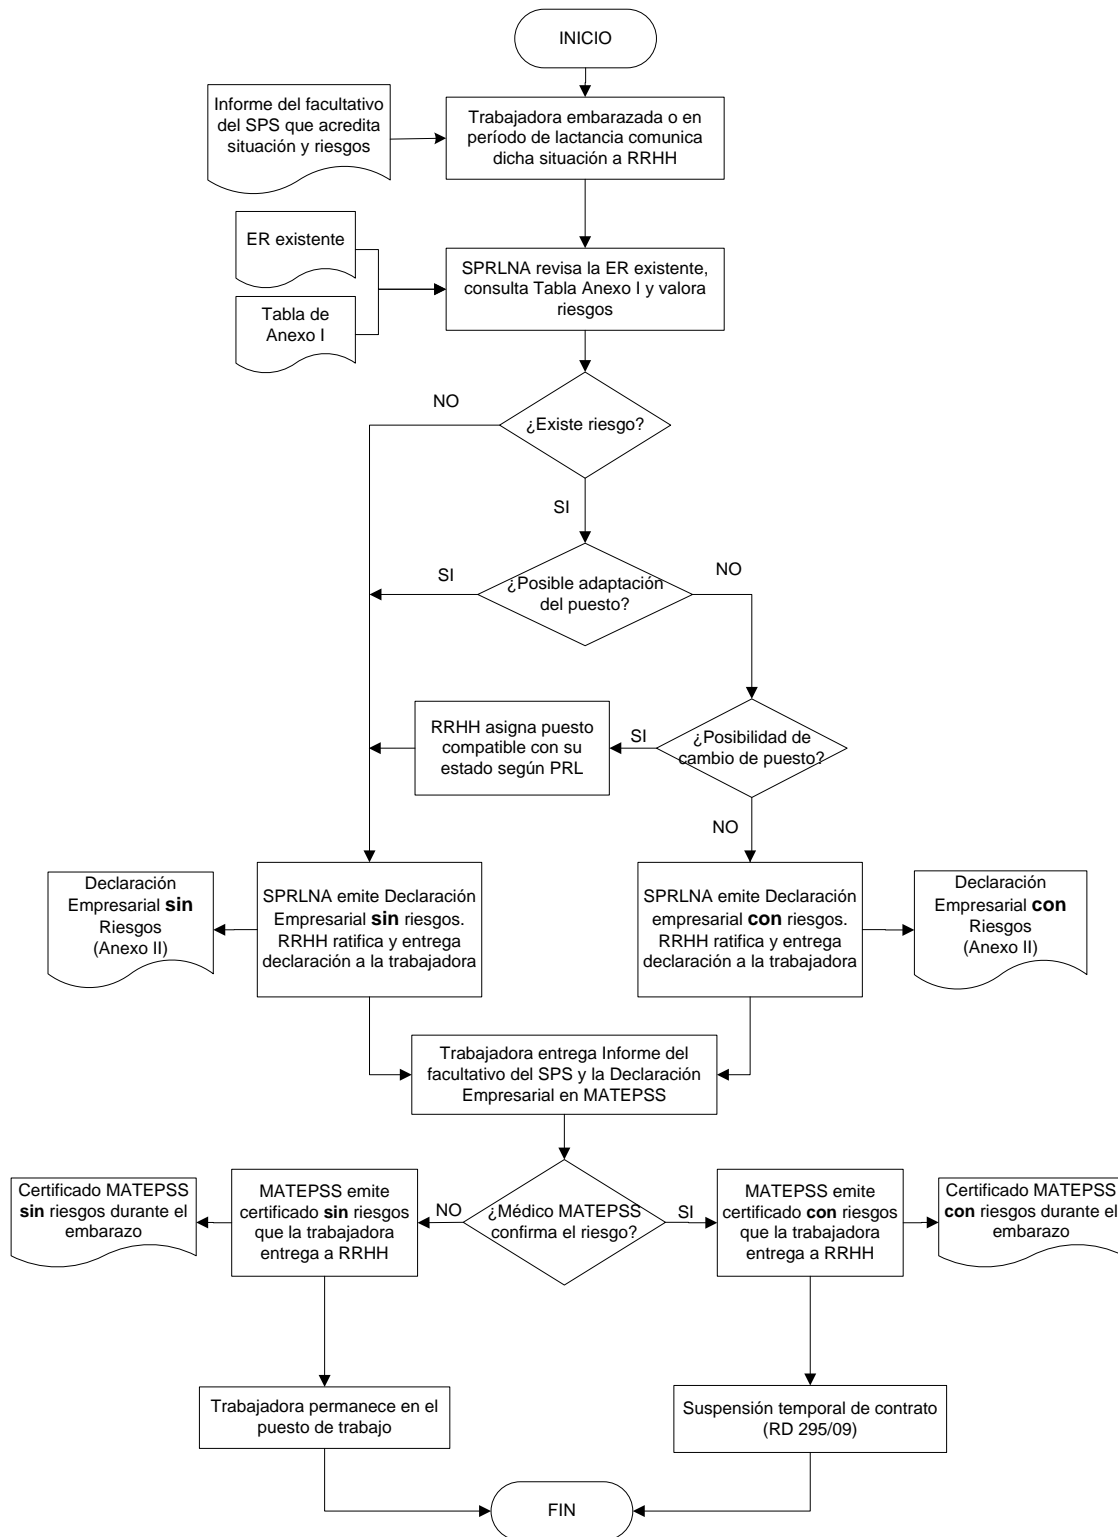 INICIO
Informe del facultativo
del SPS que acredita
situación y riesgos
Trabajadora embarazada o en
período de lactancia comunica
dicha situación a RRHH
ER existente
Tabla de
Anexo I
SPRLNA revisa la ER existente,
consulta Tabla Anexo I y valora
riesgos
NO
¿Existe riesgo?
SI
SI
¿Posible adaptación
del puesto?
NO
RRHH asigna puesto
compatible con su
estado según PRL
SI
¿Posibilidad de
cambio de puesto?
NO
Declaración
Empresarial sin
Riesgos
(Anexo II)
SPRLNA emite Declaración
Empresarial sin riesgos.
RRHH ratifica y entrega
declaración a la trabajadora
SPRLNA emite Declaración
empresarial con riesgos.
RRHH ratifica y entrega
declaración a la trabajadora
Declaración
Empresarial con
Riesgos
(Anexo II)
Trabajadora entrega Informe del
facultativo del SPS y la Declaración
Empresarial en MATEPSS
Certificado MATEPSS
sin riesgos durante el
embarazo
MATEPSS emite
certificado sin riesgos
que la trabajadora
entrega a RRHH
NO
¿Médico MATEPSS
confirma el riesgo?
SI
MATEPSS emite
certificado con riesgos
que la trabajadora
entrega a RRHH
Certificado MATEPSS
con riesgos durante el
embarazo
Trabajadora permanece en el
puesto de trabajo
Suspensión temporal de contrato
(RD 295/09)
FIN